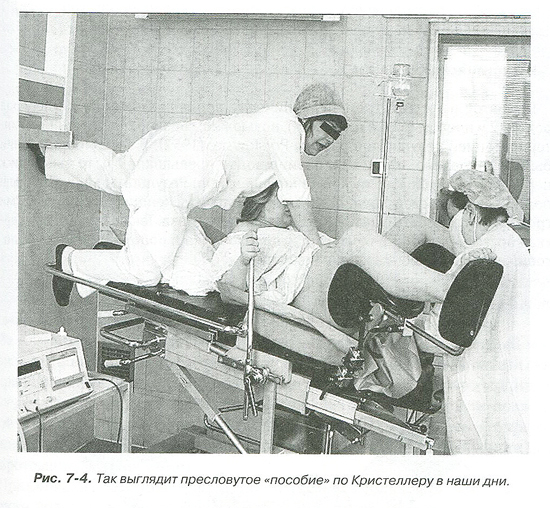 Рис. 7-4. Так выглядит пресловутое «пособие» по Кристеллеру в наши дни.